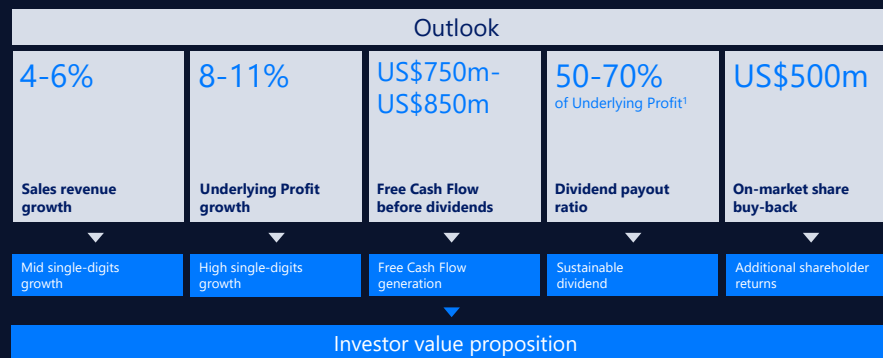 Outlook
4-6%
Sales revenue
growth
8-11%
Underlying Profit
growth
US$750m-
US$850m
Free Cash Flow
before dividends
50-70%
of Underlying Profit¹
Dividend payout
ratio
US$500m
On-market share
buy-back
Mid single-digits
growth
High single-digits
growth
Free Cash Flow
generation
Sustainable
dividend
Additional shareholder
returns
Investor value proposition